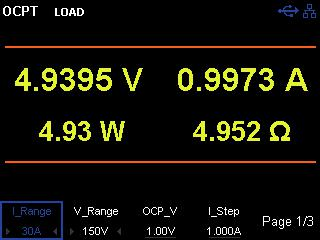 OCPT LOAD
4.9395 V 0.9973 A
4.93 W 4.952 Ω
I_Range V_Range OCP_V I_Step Page 1/3
30A 150V 1.00V 1.000A